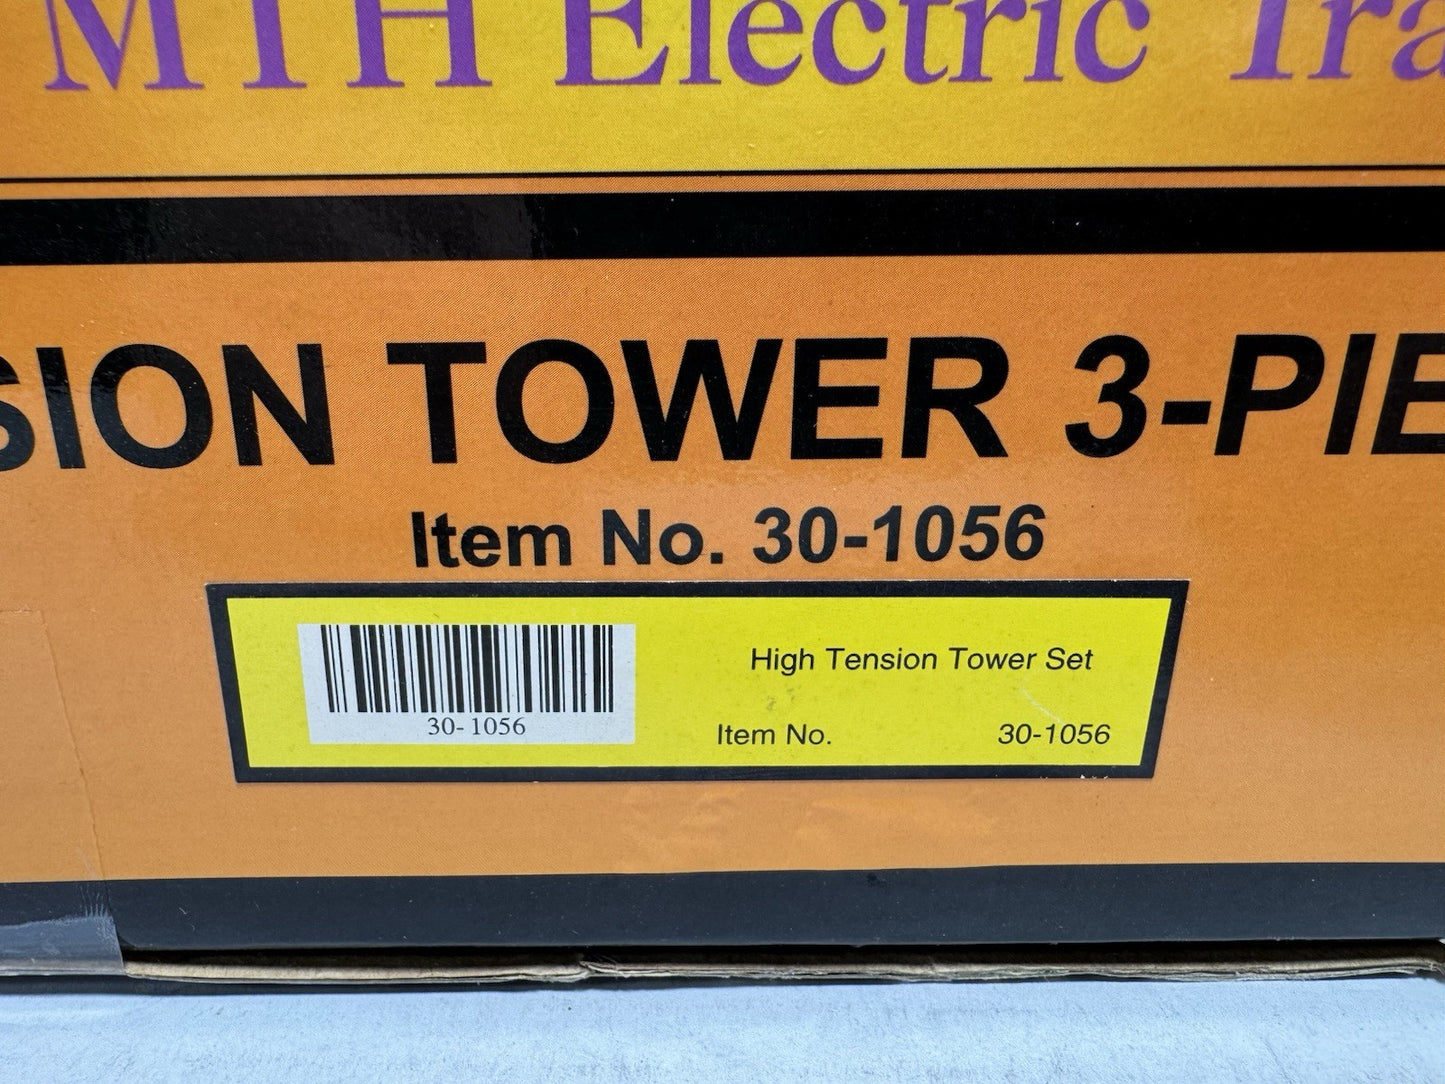 MTH Electric Tra
SION TOWER 3-PIE
Item No. 30-1056
30-1056
High Tension Tower Set
Item No. 30-1056